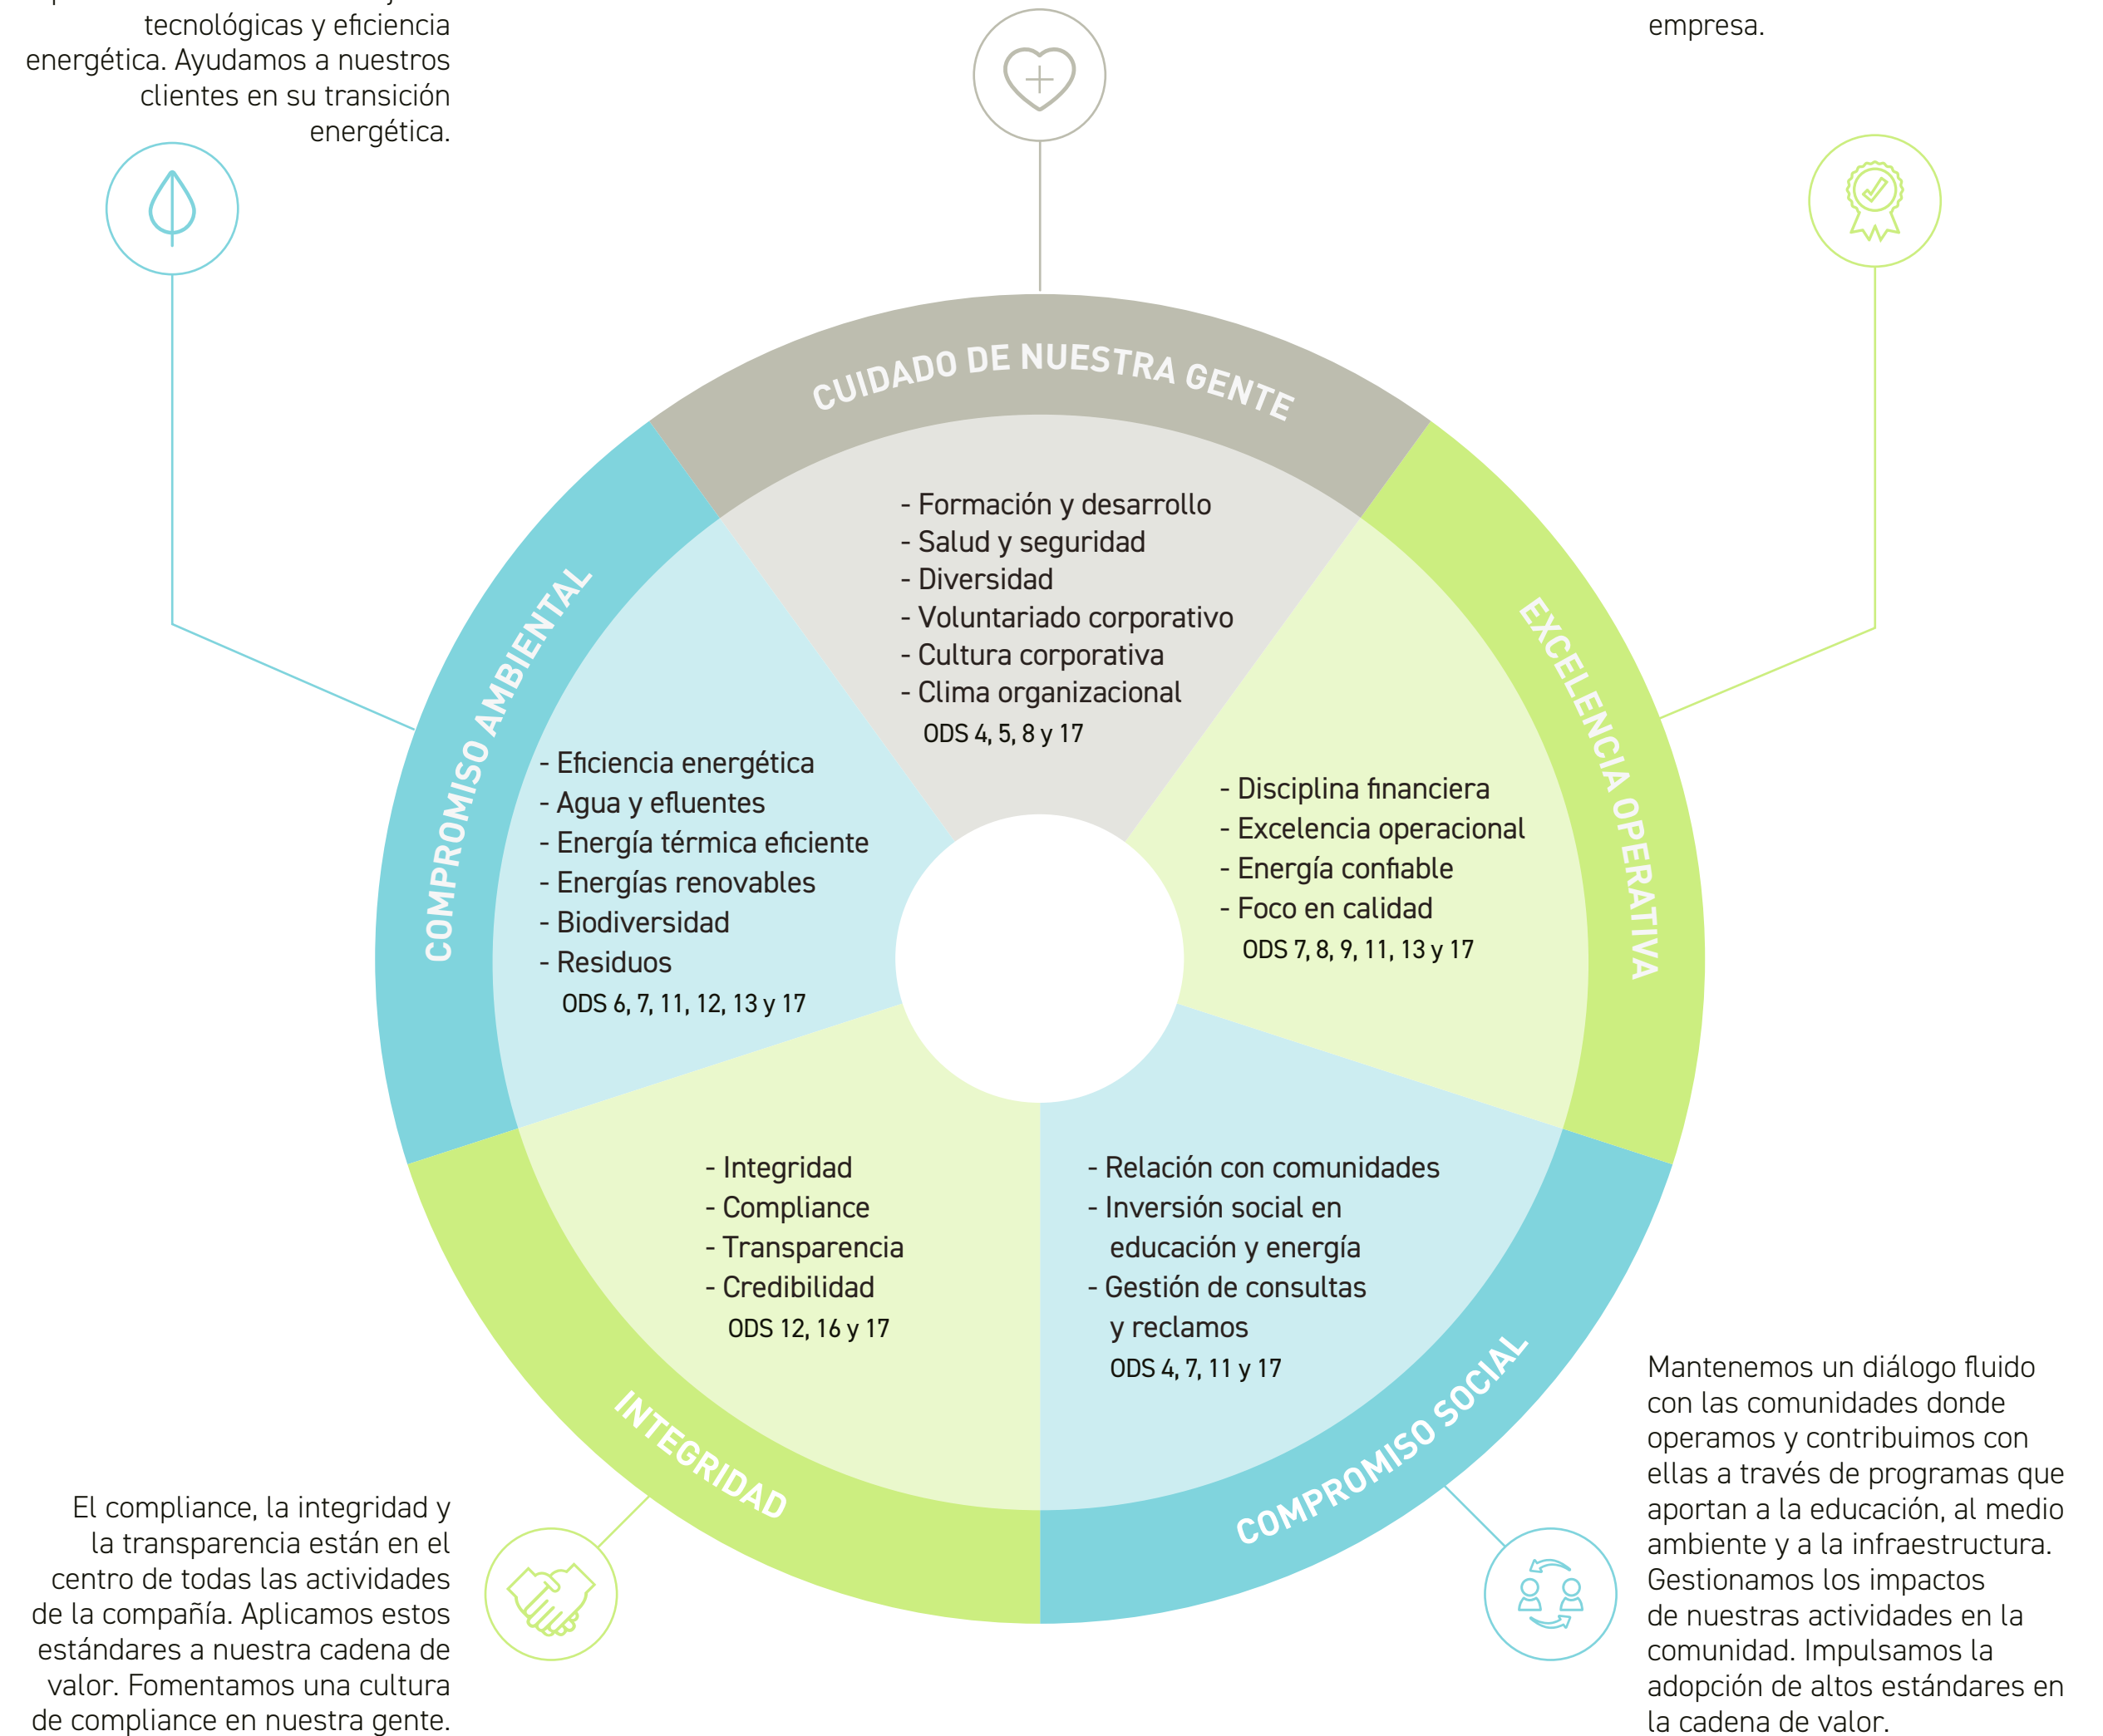 tecnológicas y eficiencia
energética. Ayudamos a nuestros
clientes en su transición
energética.
empresa.
CUIDADO DE NUESTRA GENTE
- Formación y desarrollo
- Salud y seguridad
- Diversidad
- Voluntariado corporativo
- Cultura corporativa
- Clima organizacional
ODS 4, 5, 8 y 17
COMPROMISO AMBIENTAL
- Eficiencia energética
- Agua y efluentes
- Energía térmica eficiente
- Energías renovables
- Biodiversidad
- Residuos
ODS 6, 7, 11, 12, 13 y 17
EXCELENCIA OPERATIVA
- Disciplina financiera
- Excelencia operacional
- Energía confiable
- Foco en calidad
ODS 7, 8, 9, 11, 13 y 17
- Integridad
- Compliance
- Transparencia
- Credibilidad
ODS 12, 16 y 17
INTEGRIDAD
- Relación con comunidades
- Inversión social en
educación y energía
- Gestión de consultas
y reclamos
ODS 4, 7, 11 y 17
COMPROMISO SOCIAL
El compliance, la integridad y
la transparencia están en el
centro de todas las actividades
de la compañía. Aplicamos estos
estándares a nuestra cadena de
valor. Fomentamos una cultura
de compliance en nuestra gente.
Mantenemos un diálogo fluido
con las comunidades donde
operamos y contribuimos con
ellas a través de programas que
aportan a la educación, al medio
ambiente y a la infraestructura.
Gestionamos los impactos
de nuestras actividades en la
comunidad. Impulsamos la
adopción de altos estándares en
la cadena de valor.